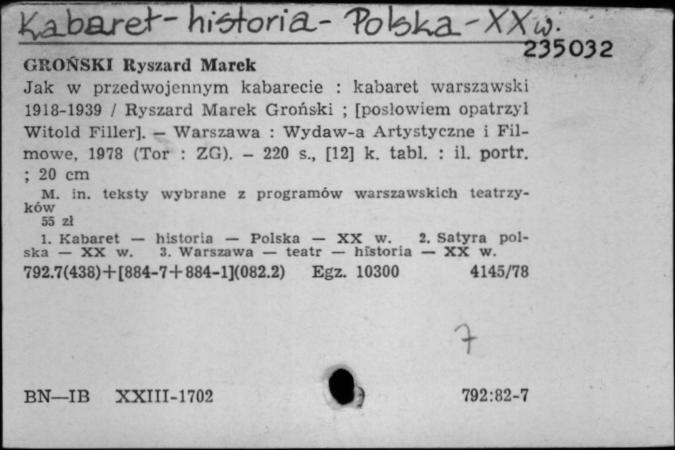 Kabaret - historia - Polska - XX w.
235032
GROŃSKI Ryszard Marek
Jak w przedwojennym kabarecie : kabaret warszawski
1918-1939 / Ryszard Marek Groński ; [posłowiem opatrzył
Witold Filler]. — Warszawa : Wydaw-a Artystyczne i Fil-
mowe, 1978 (Tor : ZG). — 220 s., [12] k. tabl. : il. portr.
; 20 cm
M. in. teksty wybrane z programów warszawskich teatrzy-
ków
55 zł
1. Kabaret — historia — Polska — XX w. 2. Satyra pol-
ska — XX w. 3. Warszawa — teatr — historia — XX w.
792.7(438)+[884-7+884-1](082.2) Egz. 10300 4145/78
7
BN—IB XXIII-1702 792:82-7